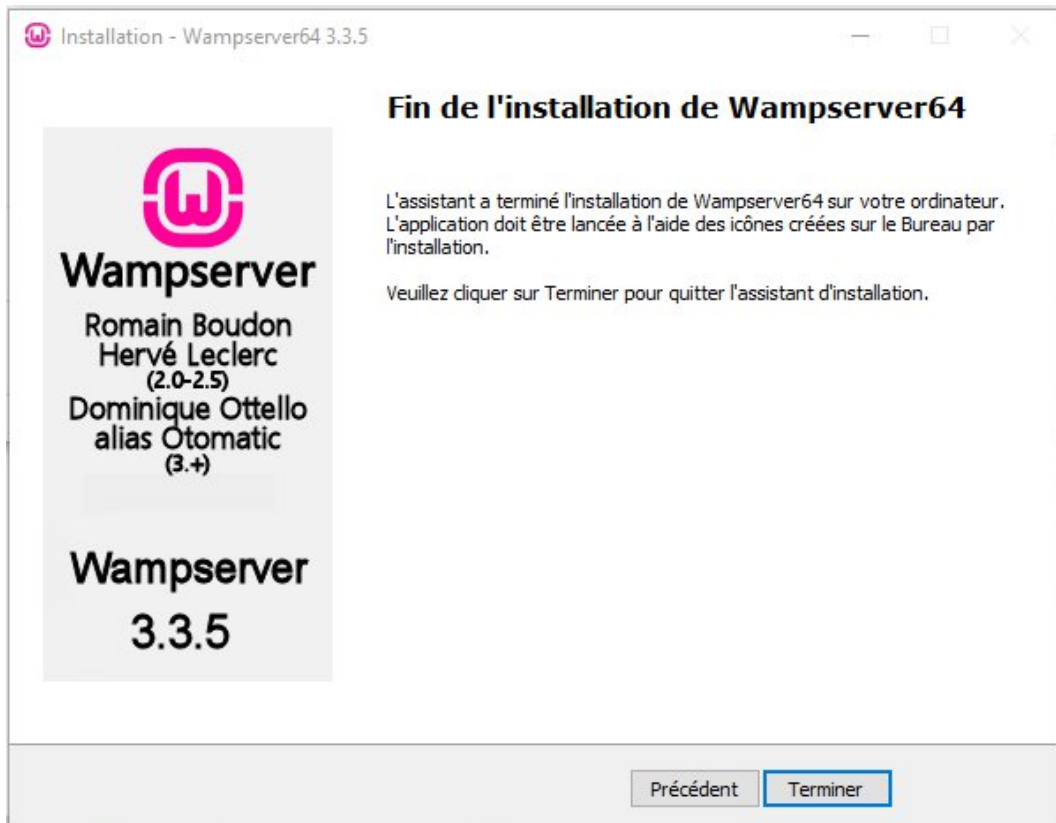 Installation - Wampserver64 3.3.5
Fin de l'installation de Wampserver64
L'assistant a terminé l'installation de Wampserver64 sur votre ordinateur.
L'application doit être lancée à l'aide des icônes créées sur le Bureau par
l'installation.
Veuillez cliquer sur Terminer pour quitter l'assistant d'installation.
Wampserver
Romain Boudon
Hervé Leclerc
(2.0-2.5)
Dominique Ottello
alias Otomatic
(3.+)
Wampserver
3.3.5
Précédent
Terminer